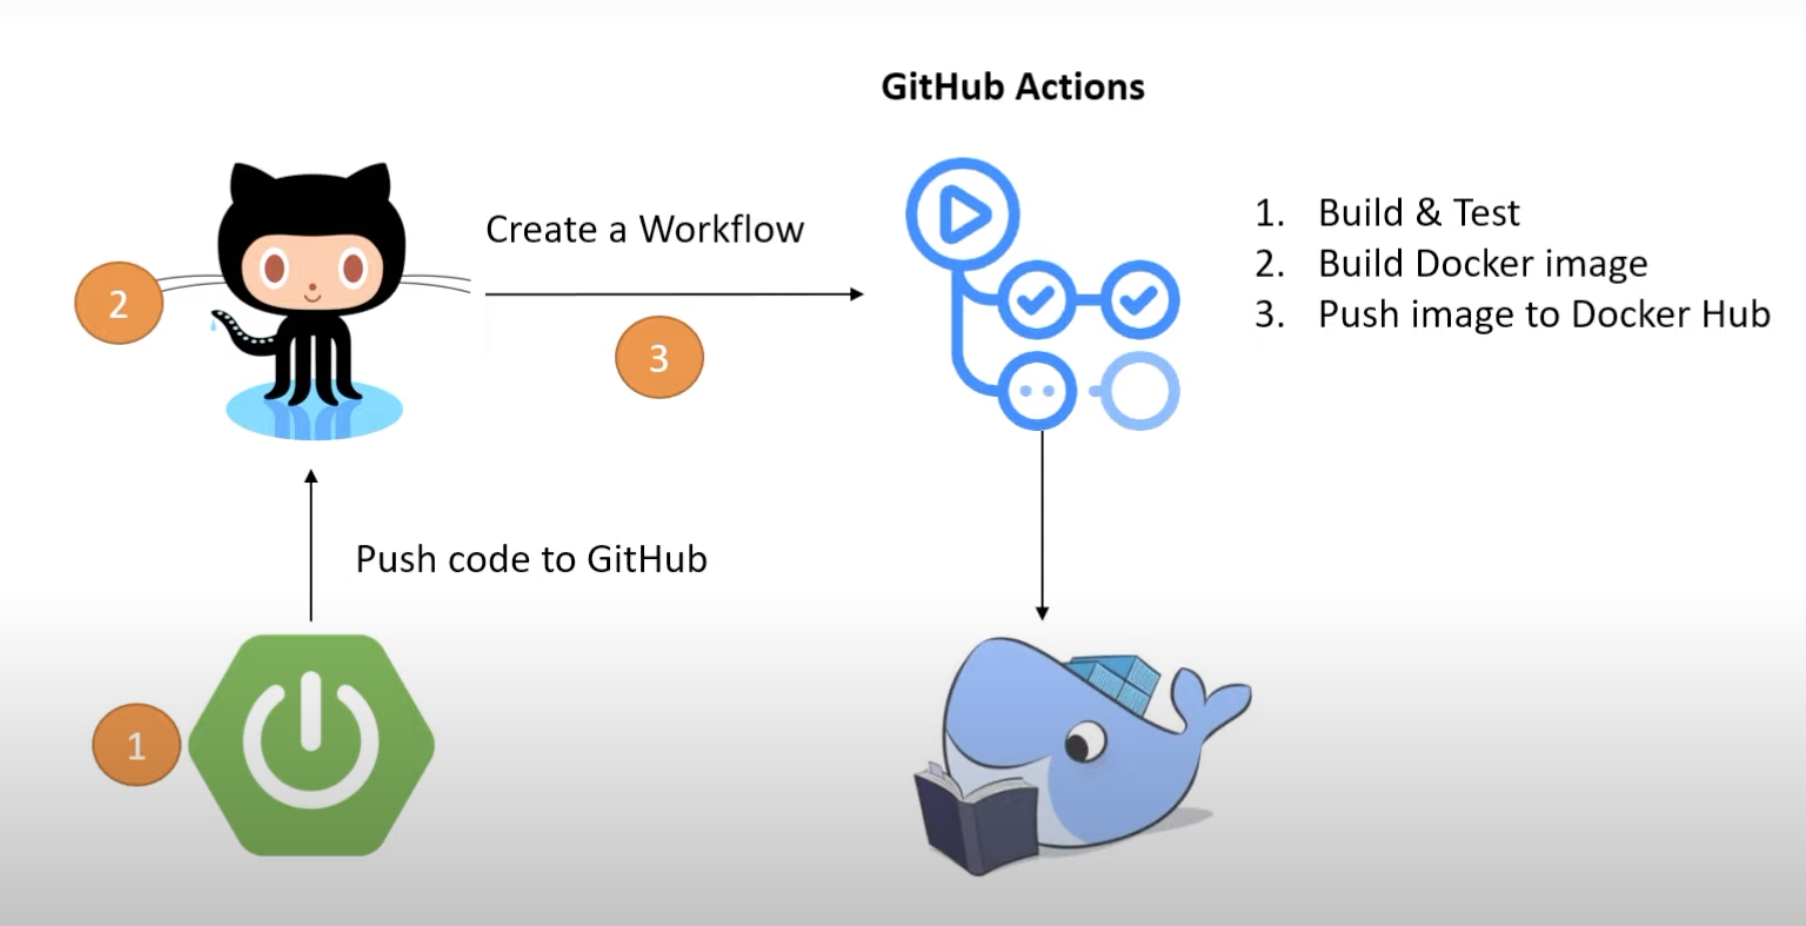 GitHub Actions
Create a Workflow
1. Build & Test
2. Build Docker image
3. Push image to Docker Hub
2
3
Push code to GitHub
1